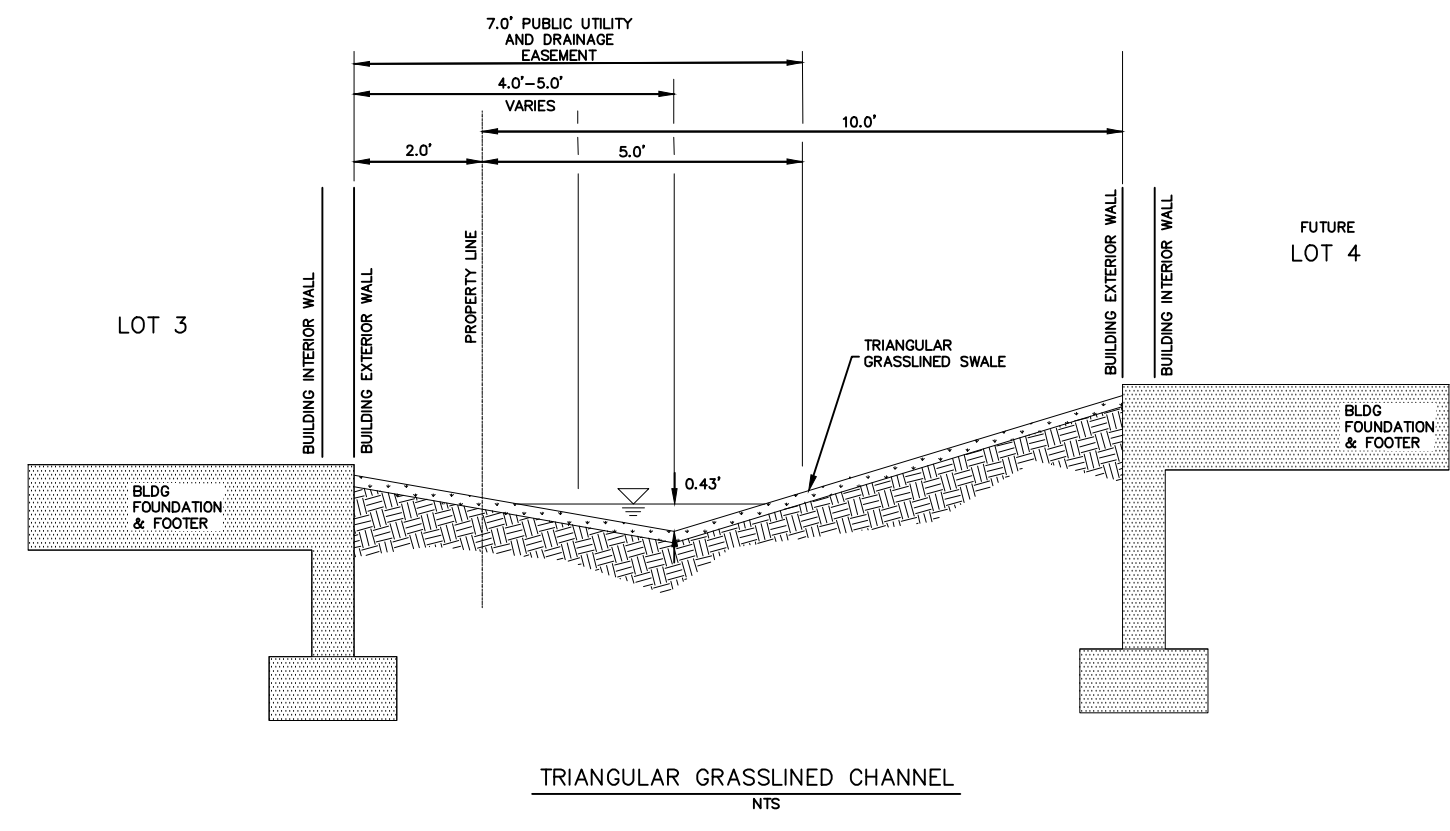 7.0' PUBLIC UTILITY
AND DRAINAGE
EASEMENT
4.0'-5.0'
VARIES
10.0'
2.0'
5.0'
BUILDING INTERIOR WALL
BUILDING EXTERIOR WALL
PROPERTY LINE
BUILDING EXTERIOR WALL
BUILDING INTERIOR WALL
FUTURE
LOT 4
LOT 3
TRIANGULAR
GRASSLINED SWALE
BLDG
FOUNDATION
& FOOTER
0.43'
BLDG
FOUNDATION
& FOOTER
TRIANGULAR GRASSLINED CHANNEL
NTS